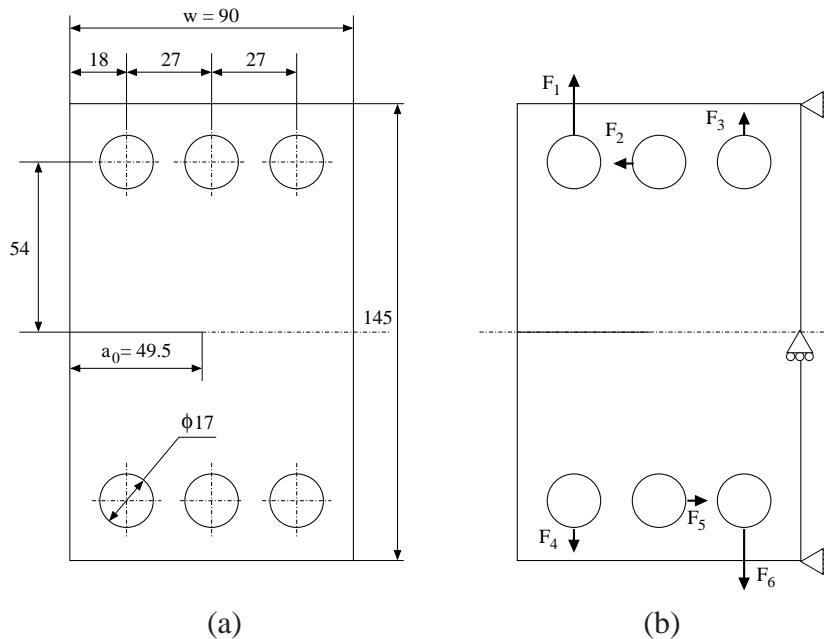 w = 90
18
27
27
54
145
a₀= 49.5
ϕ17
(a)
F₁
F₂
F₃
F₄
F₅
F₆
(b)